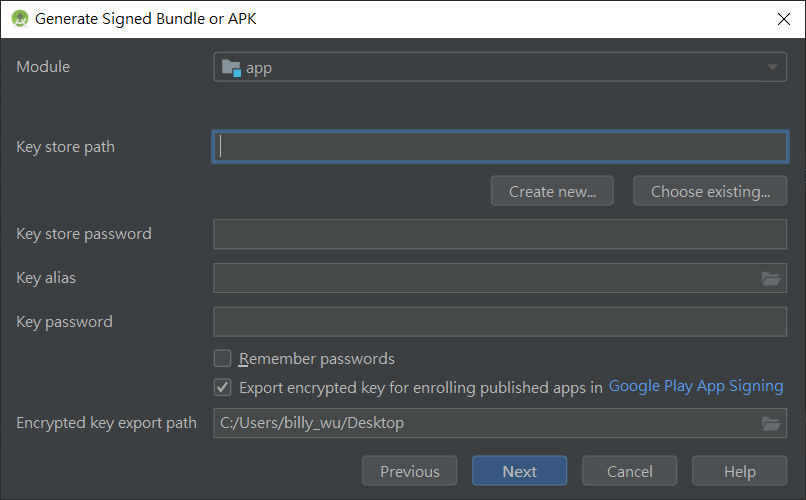 Generate Signed Bundle or APK
Module
app
Key store path
Create new...
Choose existing...
Key store password
Key alias
Key password
Remember passwords
Export encrypted key for enrolling published apps in Google Play App Signing
Encrypted key export path
C:/Users/billy_wu/Desktop
Previous
Next
Cancel
Help